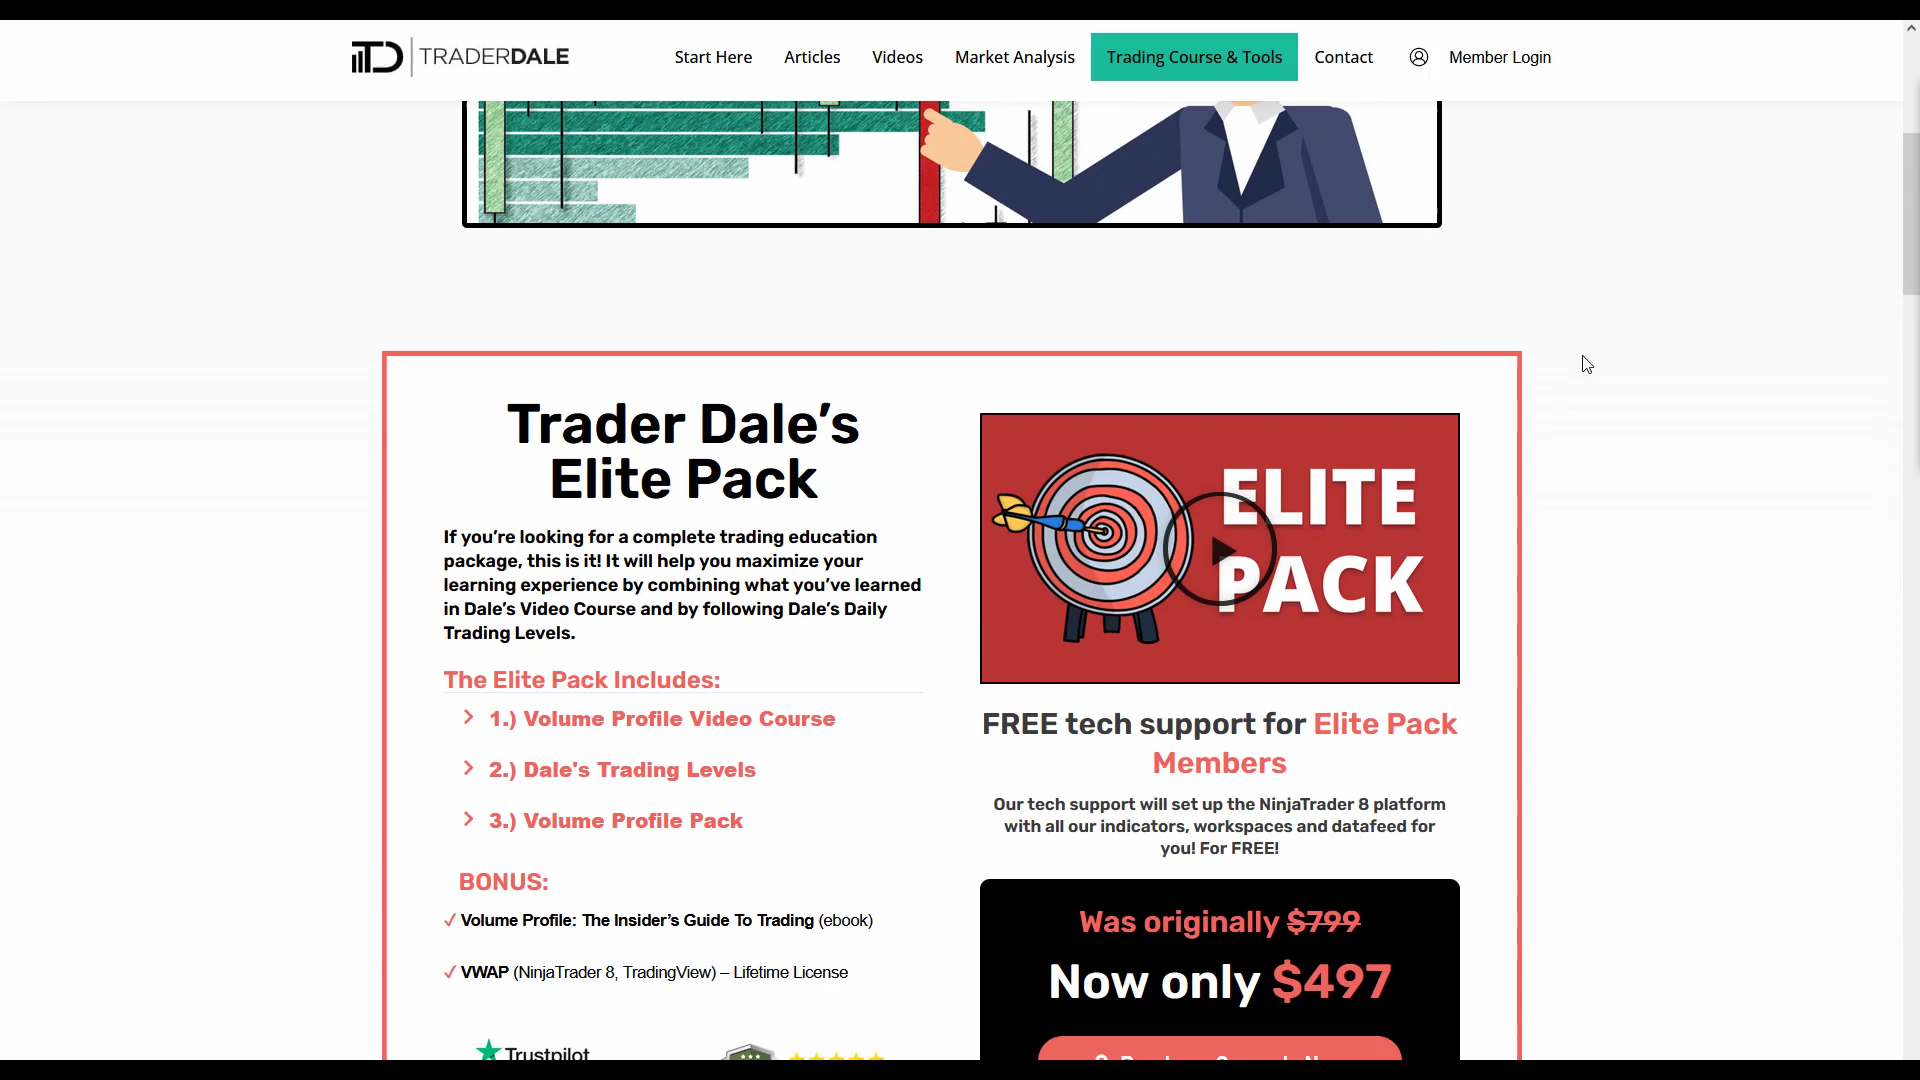 TRADERDALE
Start Here
Articles
Videos
Market Analysis
Trading Course & Tools
Contact
Member Login
Trader Dale’s
Elite Pack
If you’re looking for a complete trading education
package, this is it! It will help you maximize your
learning experience by combining what you’ve learned
in Dale’s Video Course and by following Dale’s Daily
Trading Levels.
The Elite Pack Includes:
1.) Volume Profile Video Course
2.) Dale's Trading Levels
3.) Volume Profile Pack
BONUS:
✓ Volume Profile: The Insider’s Guide To Trading (ebook)
✓ VWAP (NinjaTrader 8, TradingView) – Lifetime License
Trustpilot
ELITE
PACK
FREE tech support for Elite Pack
Members
Our tech support will set up the NinjaTrader 8 platform
with all our indicators, workspaces and datafeed for
you! For FREE!
Was originally $799
Now only $497